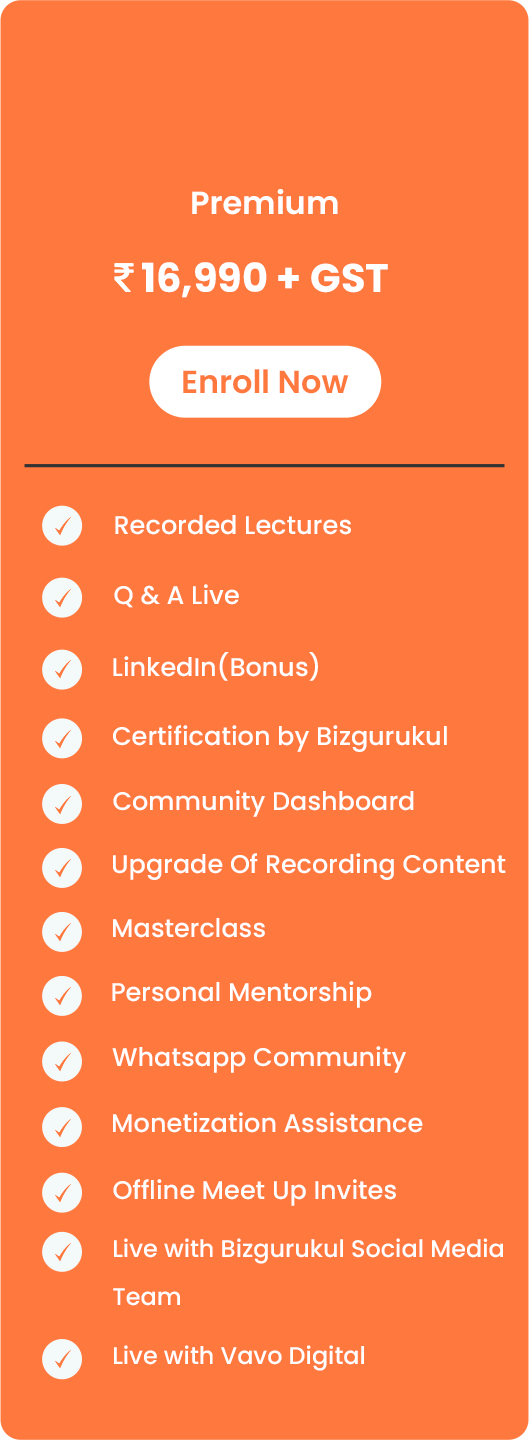 Premium
₹ 16,990 + GST
Enroll Now
Recorded Lectures
Q & A Live
LinkedIn(Bonus)
Certification by Bizgurukul
Community Dashboard
Upgrade Of Recording Content
Masterclass
Personal Mentorship
Whatsapp Community
Monetization Assistance
Offline Meet Up Invites
Live with Bizgurukul Social Media
Team
Live with Vavo Digital